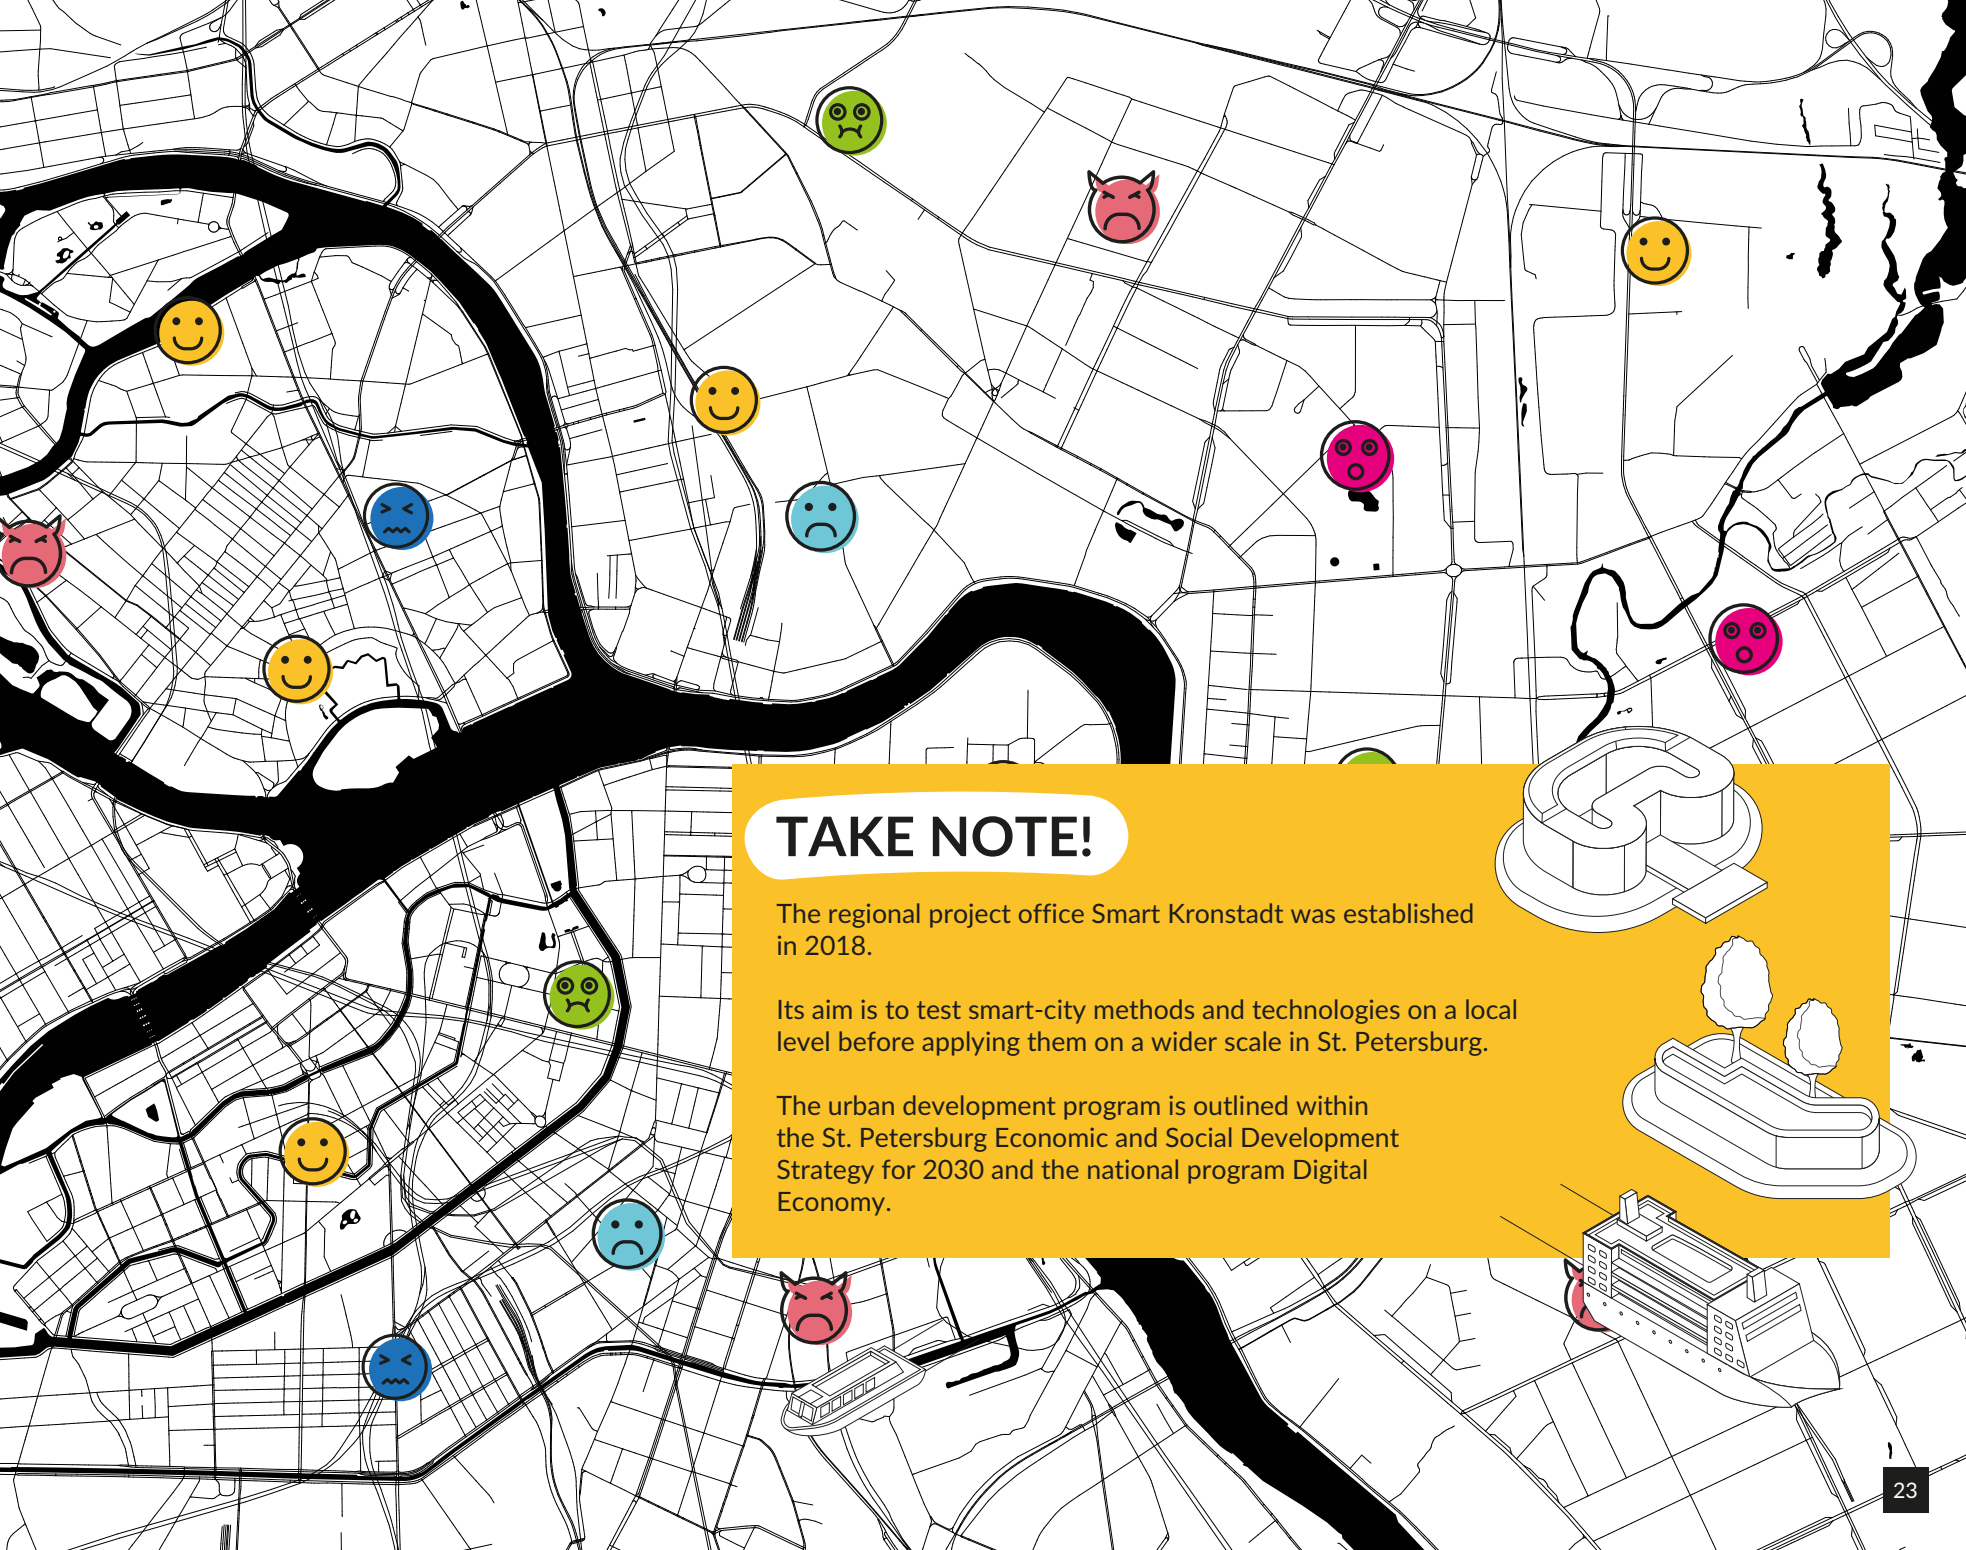 TAKE NOTE!
The regional project office Smart Kronstadt was established
in 2018.
Its aim is to test smart-city methods and technologies on a local
level before applying them on a wider scale in St. Petersburg.
The urban development program is outlined within
the St. Petersburg Economic and Social Development
Strategy for 2030 and the national program Digital
Economy.
23